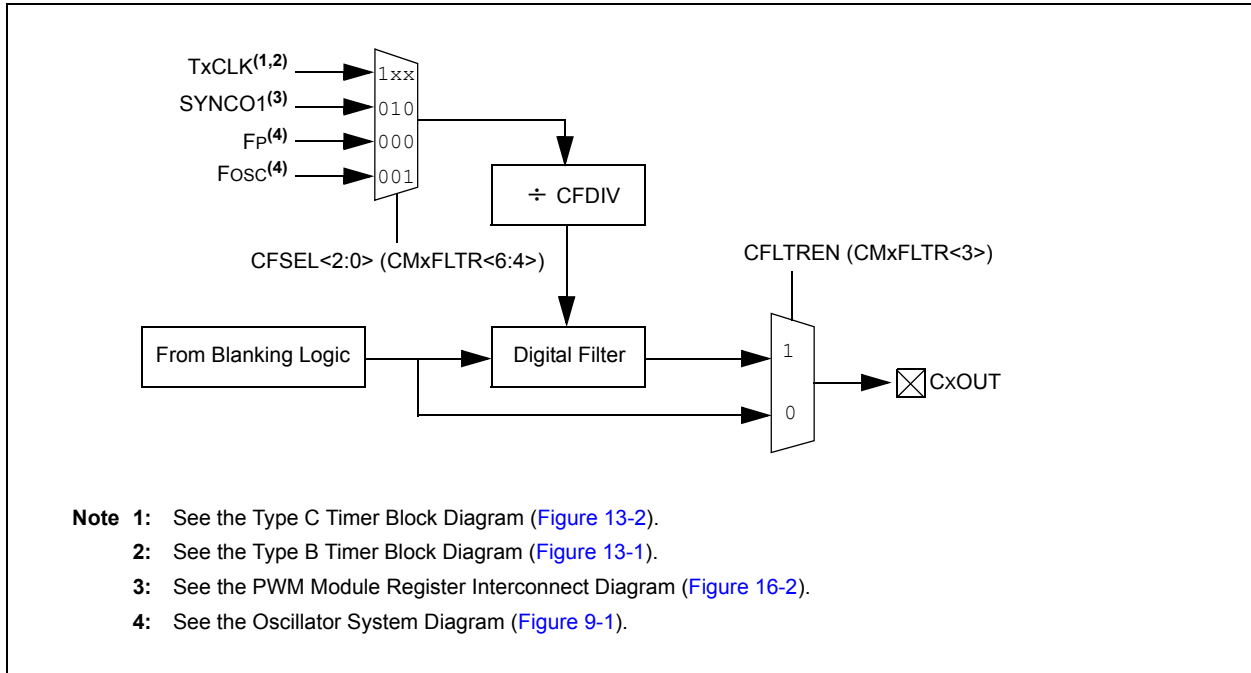 TxCLK(1,2)
1xx
SYNCO1(3)
010
FP(4)
000
FOSC(4)
001
÷ CFDIV
CFSEL<2:0> (CMxFLTR<6:4>)
CFLTREN (CMxFLTR<3>)
From Blanking Logic
Digital Filter
1
0
CxOUT
Note 1: See the Type C Timer Block Diagram (Figure 13-2).
2: See the Type B Timer Block Diagram (Figure 13-1).
3: See the PWM Module Register Interconnect Diagram (Figure 16-2).
4: See the Oscillator System Diagram (Figure 9-1).